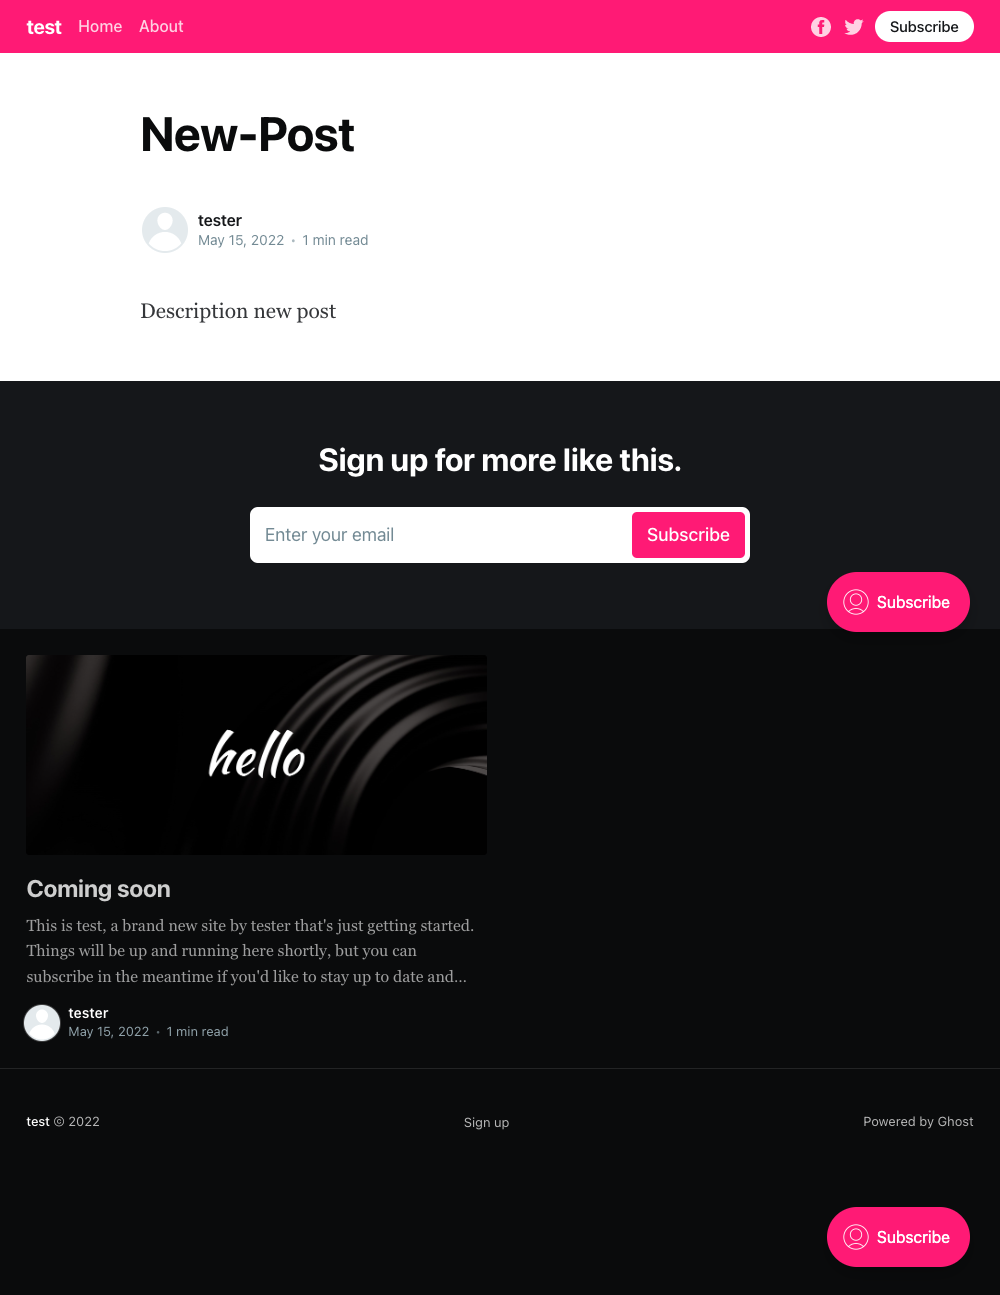 test Home About Subscribe
New-Post
tester
May 15, 2022 • 1 min read
Description new post
Sign up for more like this.
Enter your email Subscribe
Subscribe
hello
Coming soon
This is test, a brand new site by tester that's just getting started.
Things will be up and running here shortly, but you can
subscribe in the meantime if you'd like to stay up to date and...
tester
May 15, 2022 • 1 min read
test © 2022 Sign up Powered by Ghost
Subscribe